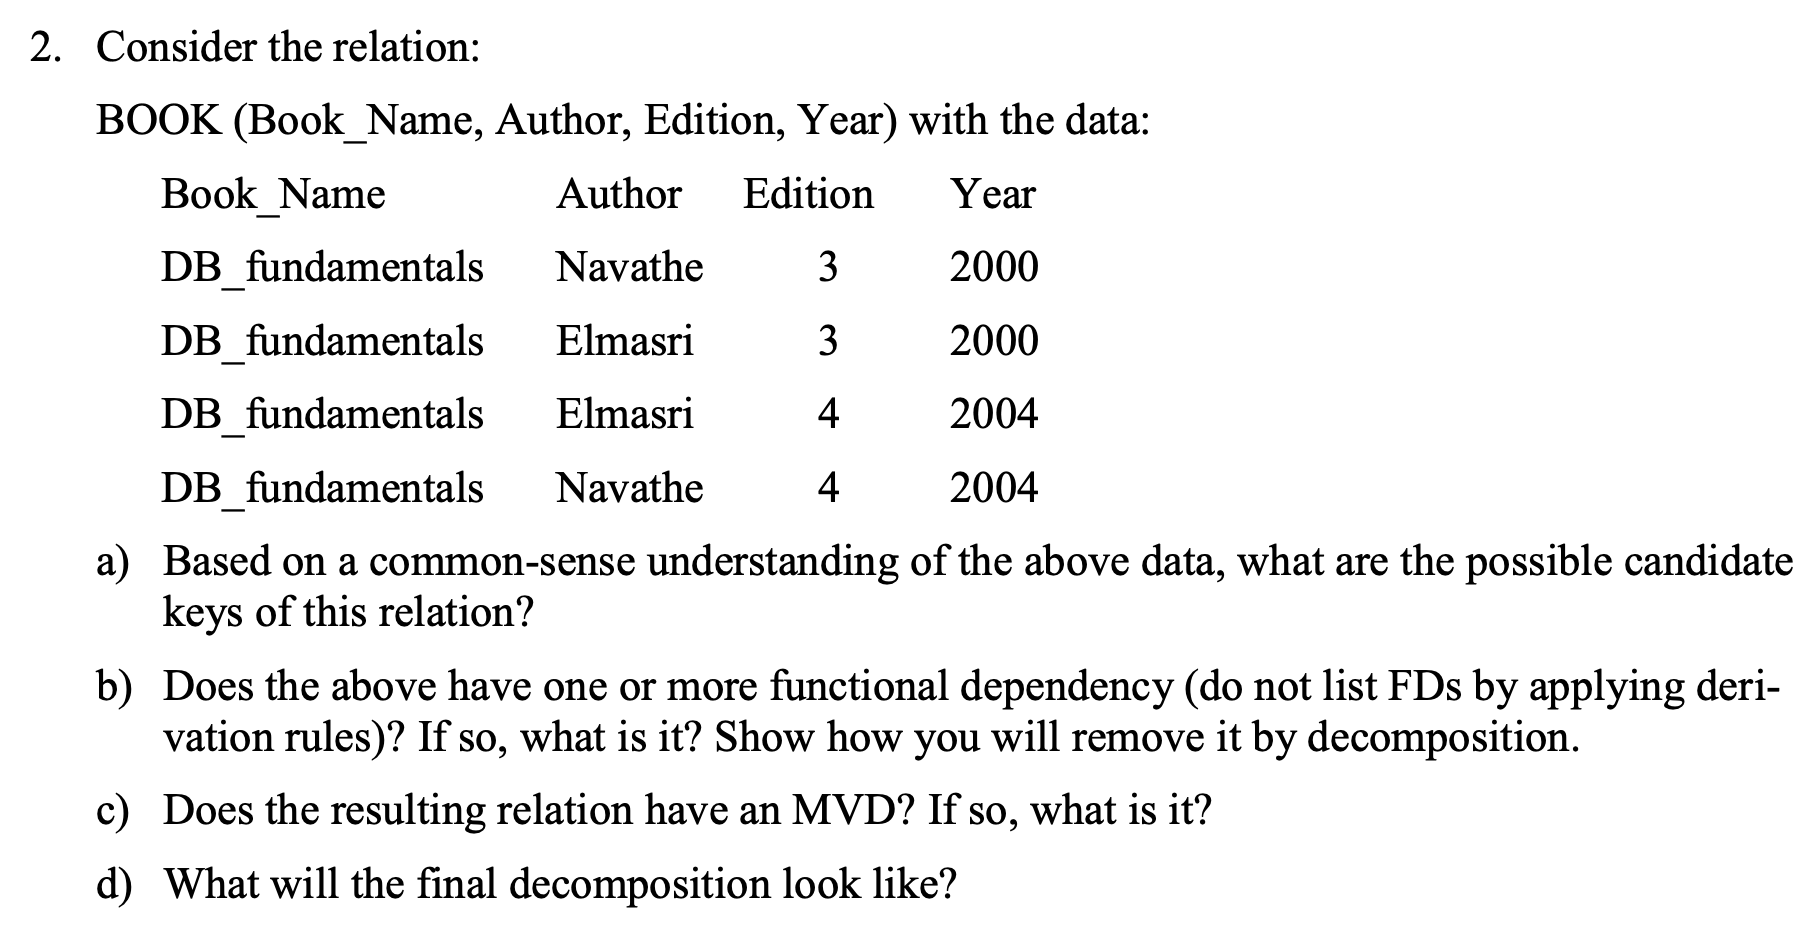 2. Consider the relation:
BOOK (Book_Name, Author, Edition, Year) with the data:
Book_Name Author Edition Year
DB_fundamentals Navathe 3 2000
DB_fundamentals Elmasri 3 2000
DB_fundamentals Elmasri 4 2004
DB_fundamentals Navathe 4 2004
a) Based on a common-sense understanding of the above data, what are the possible candidate
keys of this relation?
b) Does the above have one or more functional dependency (do not list FDs by applying deri-
vation rules)? If so, what is it? Show how you will remove it by decomposition.
c) Does the resulting relation have an MVD? If so, what is it?
d) What will the final decomposition look like?